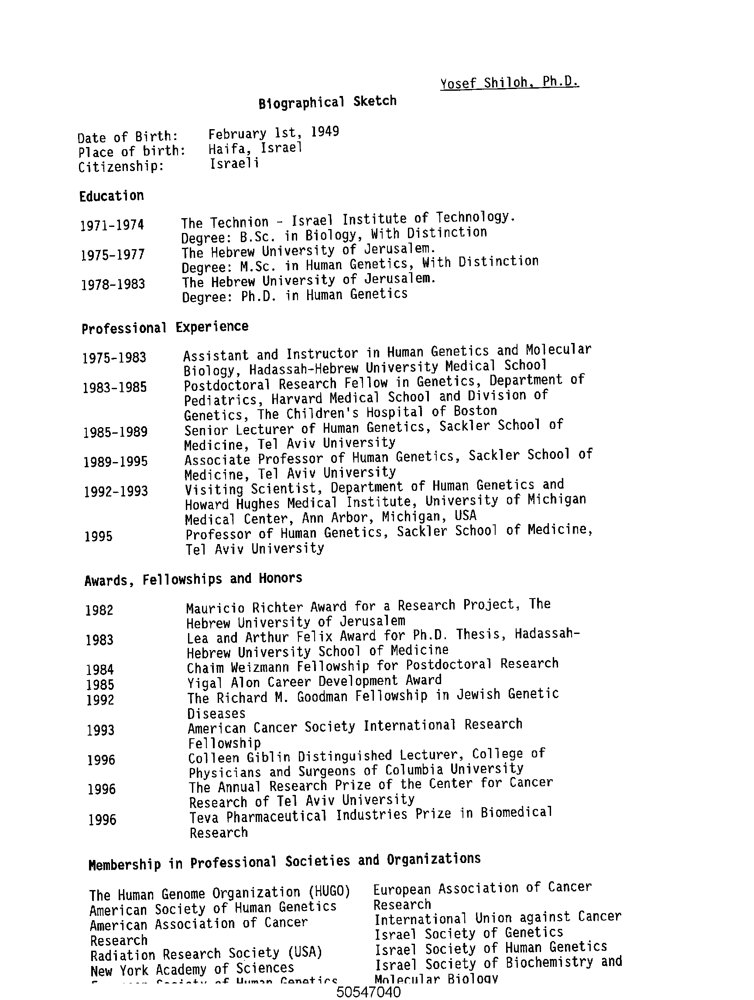 Yosef Shiloh, Ph.D.
Biographical Sketch
Date of Birth: February 1st, 1949
Place of birth: Haifa, Israel
Citizenship: Israeli
Education
1971-1974 The Technion - Israel Institute of Technology.
Degree: B.Sc. in Biology, With Distinction
1975-1977 The Hebrew University of Jerusalem.
Degree: M.Sc. in Human Genetics, With Distinction
1978-1983 The Hebrew University of Jerusalem.
Degree: Ph.D. in Human Genetics
Professional Experience
1975-1983 Assistant and Instructor in Human Genetics and Molecular
Biology, Hadassah-Hebrew University Medical School
1983-1985 Postdoctoral Research Fellow in Genetics, Department of
Pediatrics, Harvard Medical School and Division of
Genetics, The Children's Hospital of Boston
1985-1989 Senior Lecturer of Human Genetics, Sackler School of
Medicine, Tel Aviv University
1989-1995 Associate Professor of Human Genetics, Sackler School of
Medicine, Tel Aviv University
1992-1993 Visiting Scientist, Department of Human Genetics and
Howard Hughes Medical Institute, University of Michigan
Medical Center, Ann Arbor, Michigan, USA
1995 Professor of Human Genetics, Sackler School of Medicine,
Tel Aviv University
Awards, Fellowships and Honors
1982 Mauricio Richter Award for a Research Project, The
Hebrew University of Jerusalem
1983 Lea and Arthur Felix Award for Ph.D. Thesis, Hadassah-
Hebrew University School of Medicine
1984 Chaim Weizmann Fellowship for Postdoctoral Research
1985 Yigal Alon Career Development Award
1992 The Richard M. Goodman Fellowship in Jewish Genetic
Diseases
1993 American Cancer Society International Research
Fellowship
1996 Colleen Giblin Distinguished Lecturer, College of
Physicians and Surgeons of Columbia University
1996 The Annual Research Prize of the Center for Cancer
Research of Tel Aviv University
1996 Teva Pharmaceutical Industries Prize in Biomedical
Research
Membership in Professional Societies and Organizations
The Human Genome Organization (HUGO)
American Society of Human Genetics
American Association of Cancer
Research
Radiation Research Society (USA)
New York Academy of Sciences
Society of Human Genetics
European Association of Cancer
Research
International Union against Cancer
Israel Society of Genetics
Israel Society of Human Genetics
Israel Society of Biochemistry and
Molecular Biology
50547040